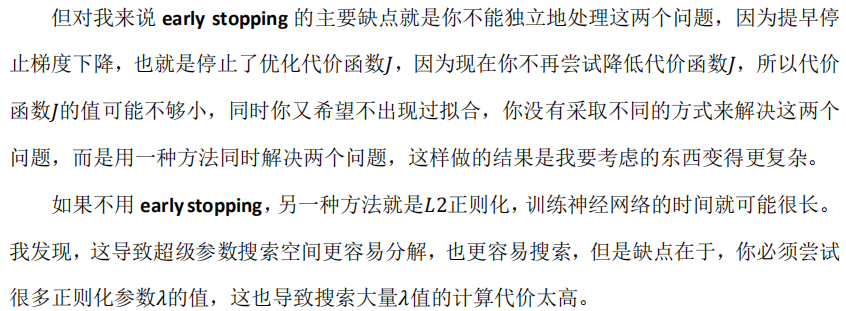 但对我来说 early stopping 的主要缺点就是你不能独立地处理这两个问题，因为提早停
止梯度下降，也就是停止了优化代价函数J，因为现在你不再尝试降低代价函数J，所以代价
函数J的值可能不够小，同时你又希望不出现过拟合，你没有采取不同的方式来解决这两个
问题，而是用一种方法同时解决两个问题，这样做的结果是我要考虑的东西变得更复杂。
如果不用 early stopping，另一种方法就是L2正则化，训练神经网络的时间就可能很长。
我发现，这导致超级参数搜索空间更容易分解，也更容易搜索，但是缺点在于，你必须尝试
很多正则化参数λ的值，这也导致搜索大量λ值的计算代价太高。